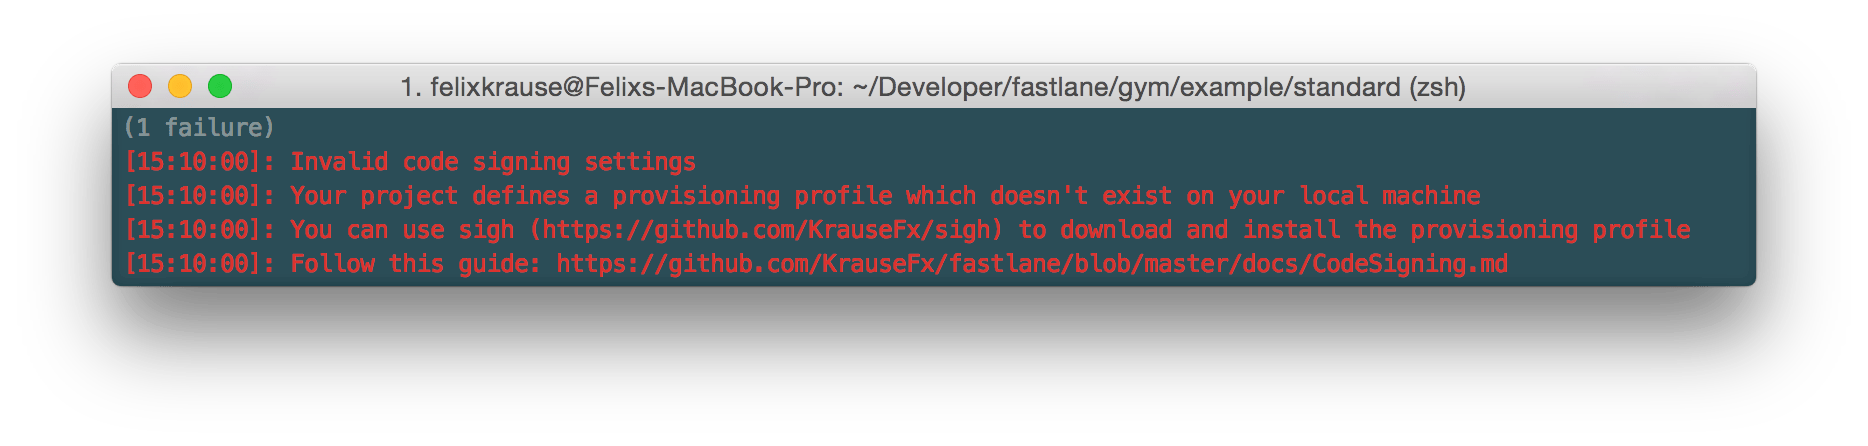 1. felixkrause@Felixs-MacBook-Pro: ~/Developer/fastlane/gym/example/standard (zsh)
(1 failure)
[15:10:00]: Invalid code signing settings
[15:10:00]: Your project defines a provisioning profile which doesn't exist on your local machine
[15:10:00]: You can use sigh (https://github.com/KrauseFx/sigh) to download and install the provisioning profile
[15:10:00]: Follow this guide: https://github.com/KrauseFx/fastlane/blob/master/docs/CodeSigning.md